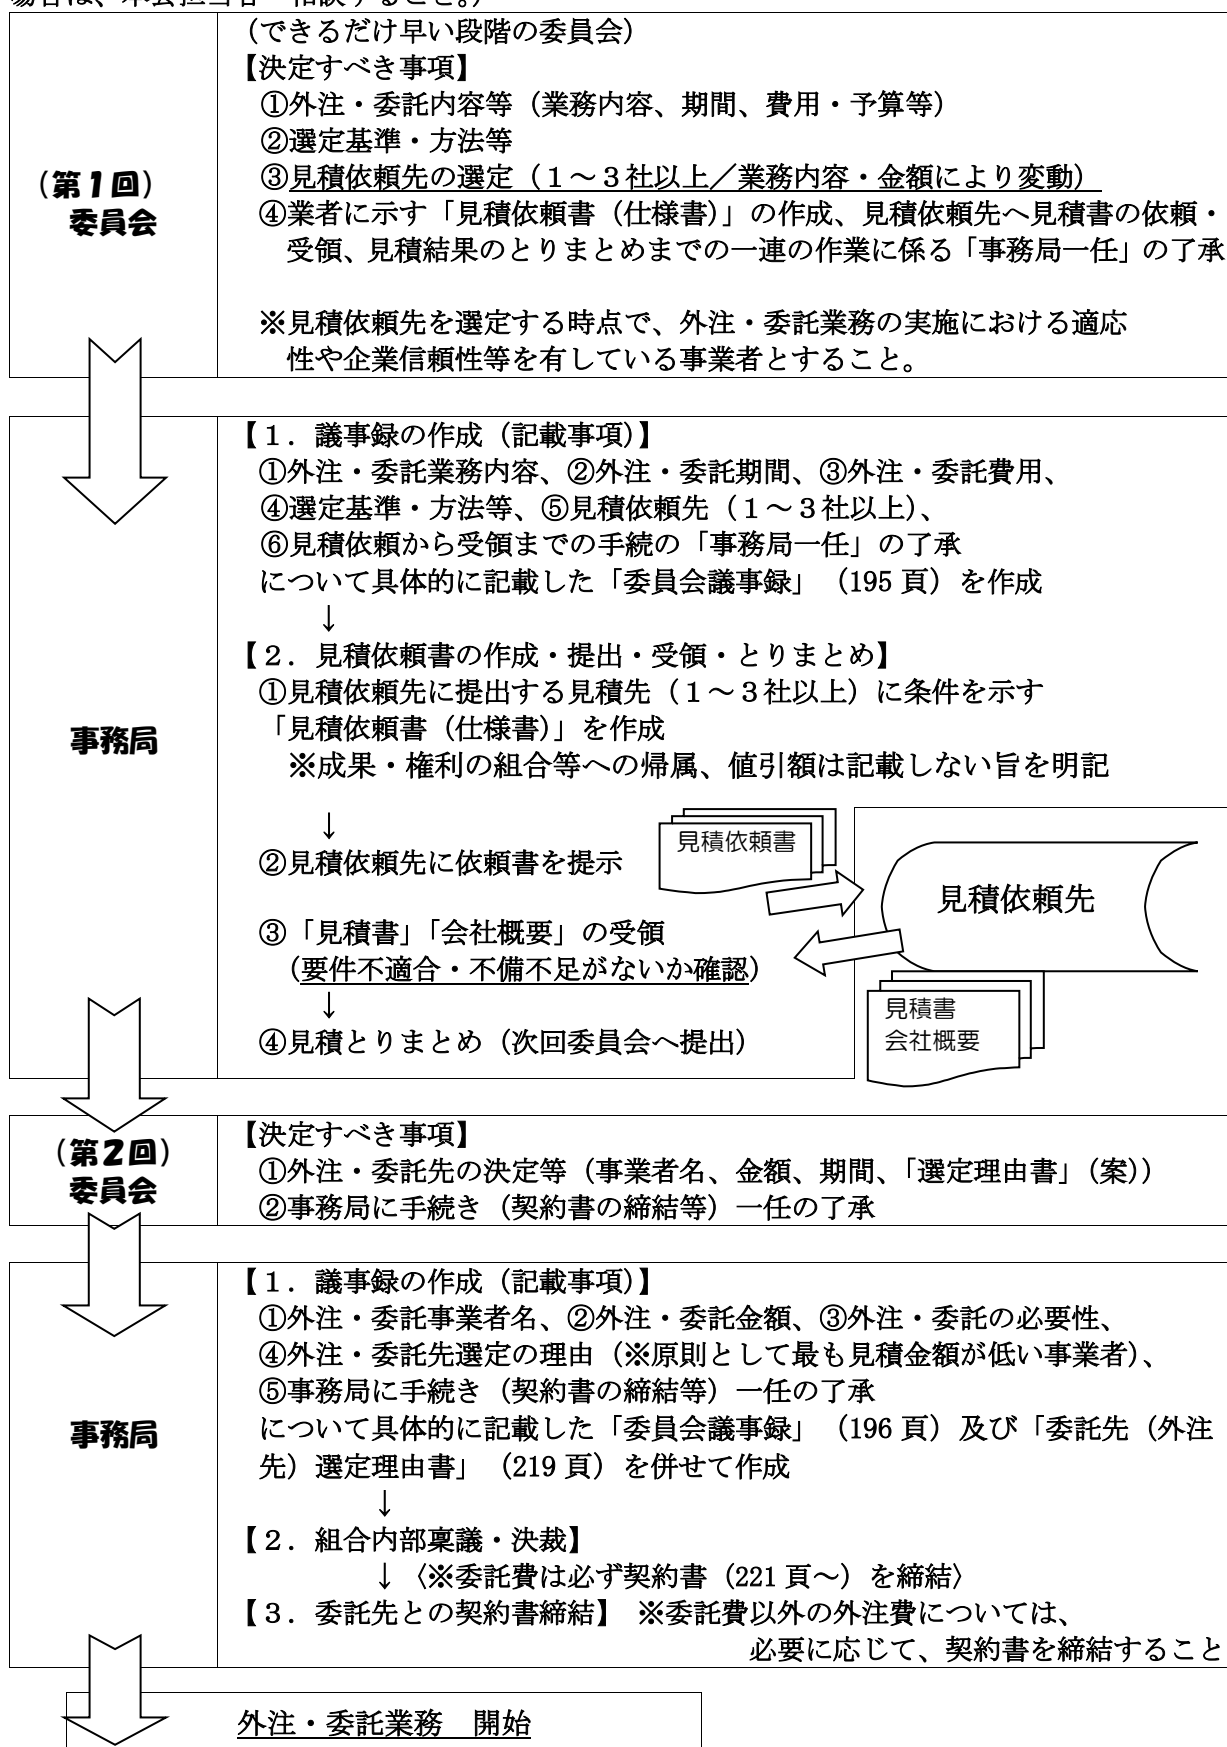 場合は、本会担当者へ相談すること。）
（できるだけ早い段階の委員会）
【決定すべき事項】
①外注・委託内容等（業務内容、期間、費用・予算等）
②選定基準・方法等
（第１回）
委員会
③見積依頼先の選定（１～３社以上／業務内容・金額により変動）
④業者に示す「見積依頼書（仕様書）」の作成、見積依頼先へ見積書の依頼・
受領、見積結果のとりまとめまでの一連の作業に係る「事務局一任」の了承
※見積依頼先を選定する時点で、外注・委託業務の実施における適応
性や企業信頼性等を有している事業者とすること。
事務局
【１．議事録の作成（記載事項）】
①外注・委託業務内容、②外注・委託期間、③外注・委託費用、
④選定基準・方法等、⑤見積依頼先（１～３社以上）、
⑥見積依頼から受領までの手続の「事務局一任」の了承
について具体的に記載した「委員会議事録」（195 頁）を作成
↓
【２．見積依頼書の作成・提出・受領・とりまとめ】
①見積依頼先に提出する見積先（１～３社以上）に条件を示す
「見積依頼書（仕様書）」を作成
※成果・権利の組合等への帰属、値引額は記載しない旨を明記
↓
②見積依頼先に依頼書を提示
見積依頼書
見積依頼先
③「見積書」「会社概要」の受領
（要件不適合・不備不足がないか確認）
↓
④見積とりまとめ（次回委員会へ提出）
見積書
会社概要
（第２回）
委員会
【決定すべき事項】
①外注・委託先の決定等（事業者名、金額、期間、「選定理由書」（案））
②事務局に手続き（契約書の締結等）一任の了承
事務局
【１．議事録の作成（記載事項）】
①外注・委託事業者名、②外注・委託金額、③外注・委託の必要性、
④外注・委託先選定の理由（※原則として最も見積金額が低い事業者）、
⑤事務局に手続き（契約書の締結等）一任の了承
について具体的に記載した「委員会議事録」（196 頁）及び「委託先（外注
先）選定理由書」（219 頁）を併せて作成
↓
【２．組合内部稟議・決裁】
↓〈※委託費は必ず契約書（221 頁～）を締結〉
【３．委託先との契約書締結】 ※委託費以外の外注費については、
必要に応じて、契約書を締結すること
外注・委託業務　開始